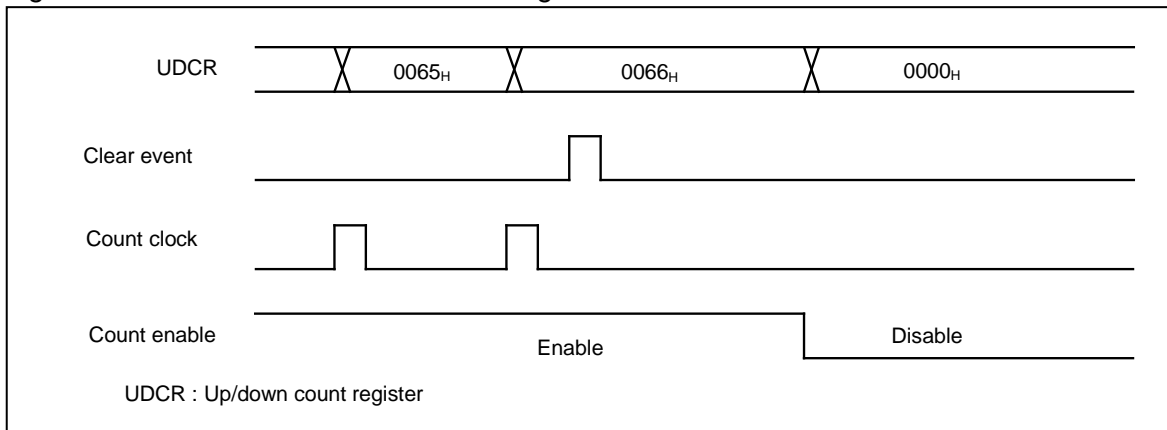 UDCR 0065H 0066H 0000H
Clear event
Count clock
Count enable Enable Disable
UDCR : Up/down count register